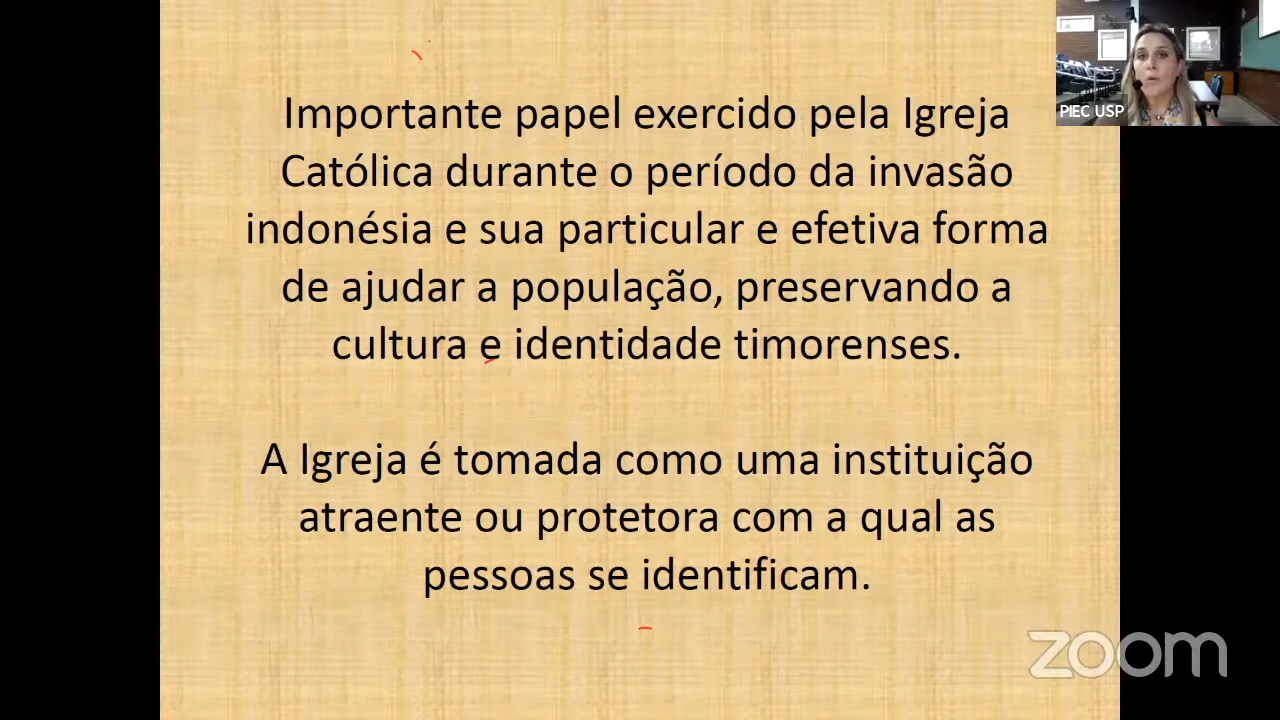 Importante papel exercido pela Igreja
Católica durante o período da invasão
indonésia e sua particular e efetiva forma
de ajudar a população, preservando a
cultura e identidade timorenses.
A Igreja é tomada como uma instituição
atraente ou protetora com a qual as
pessoas se identificam.
PIEC USP
zoom